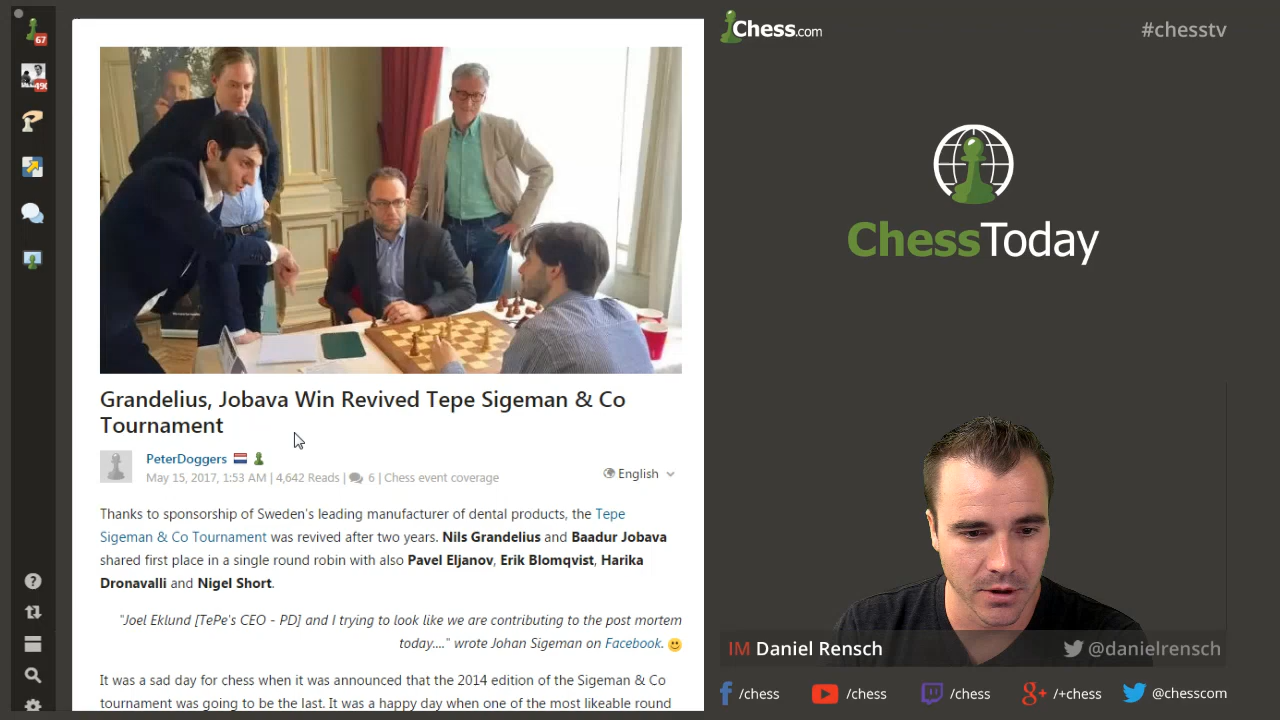 67
490
Chess.com
#chesstv
ChessToday
Grandelius, Jobava Win Revived Tepe Sigeman & Co
Tournament
PeterDoggers
May 15, 2017, 1:53 AM | 4,642 Reads | 6 | Chess event coverage
English
Thanks to sponsorship of Sweden's leading manufacturer of dental products, the Tepe
Sigeman & Co Tournament was revived after two years. Nils Grandelius and Baadur Jobava
shared first place in a single round robin with also Pavel Eljanov, Erik Blomqvist, Harika
Dronavalli and Nigel Short.
"Joel Eklund [TePe's CEO - PD] and I trying to look like we are contributing to the post mortem
today...." wrote Johan Sigeman on Facebook.
It was a sad day for chess when it was announced that the 2014 edition of the Sigeman & Co
tournament was going to be the last. It was a happy day when one of the most likeable round
IM Daniel Rensch
@danielrensch
/chess
/chess
/chess
/+chess
@chesscom